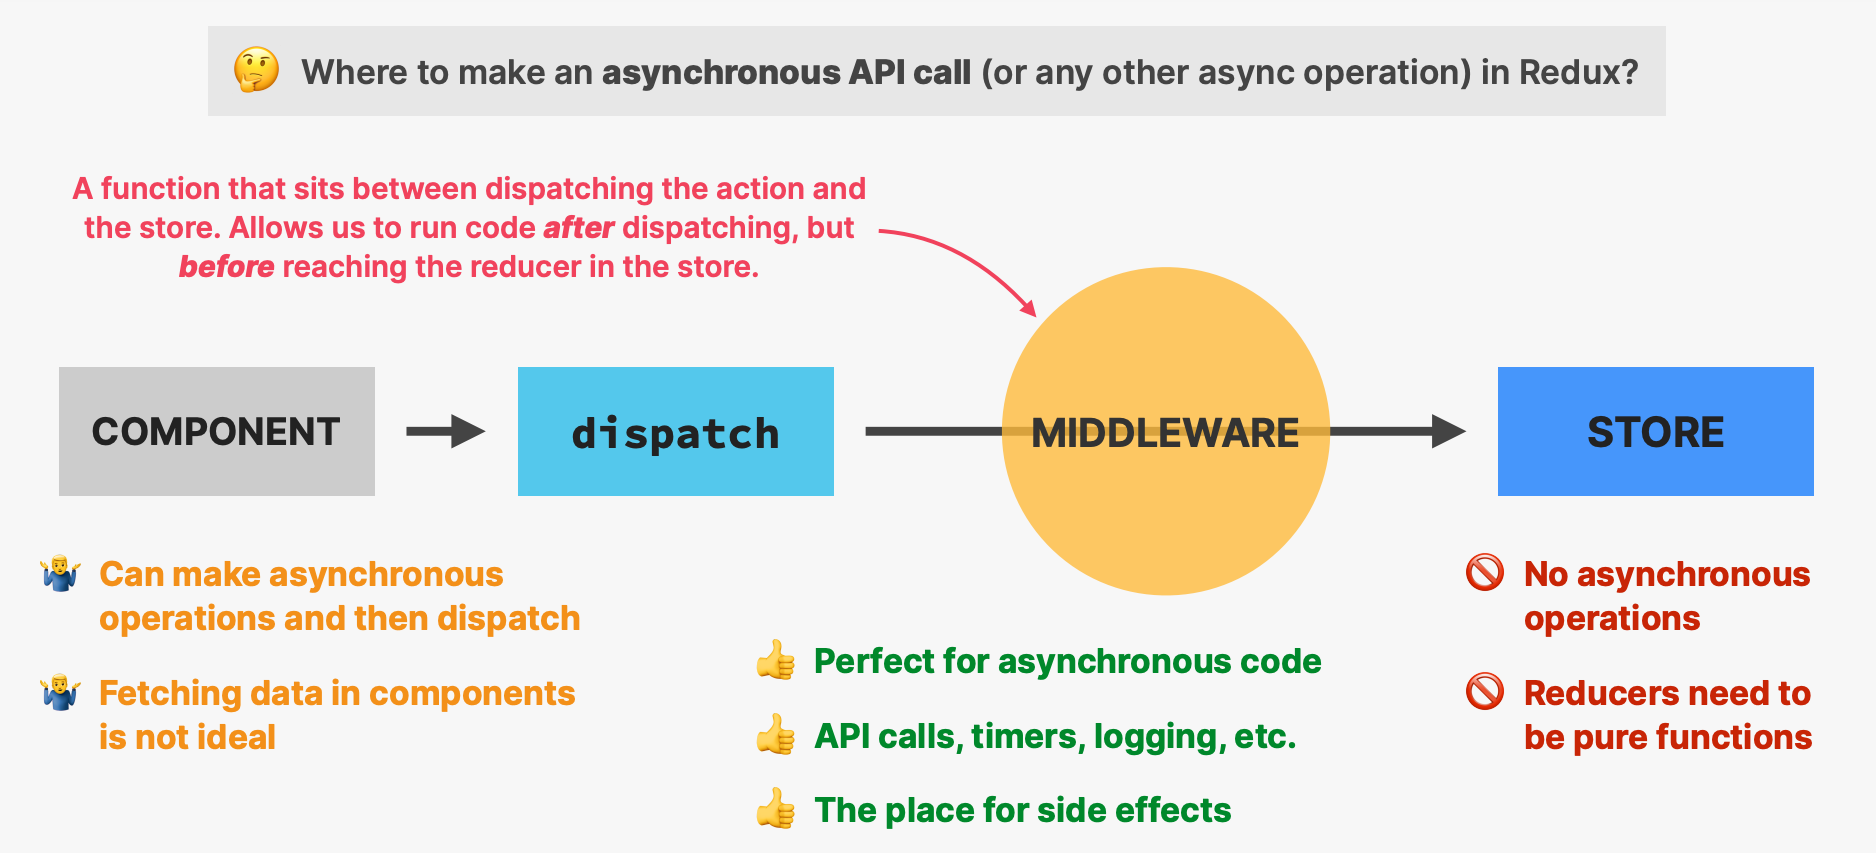 🤔 Where to make an asynchronous API call (or any other async operation) in Redux?
A function that sits between dispatching the action and
the store. Allows us to run code after dispatching, but
before reaching the reducer in the store.
COMPONENT
dispatch
MIDDLEWARE
STORE
🤷‍♂️ Can make asynchronous
operations and then dispatch
🤷‍♂️ Fetching data in components
is not ideal
👍 Perfect for asynchronous code
👍 API calls, timers, logging, etc.
👍 The place for side effects
🚫 No asynchronous
operations
🚫 Reducers need to
be pure functions